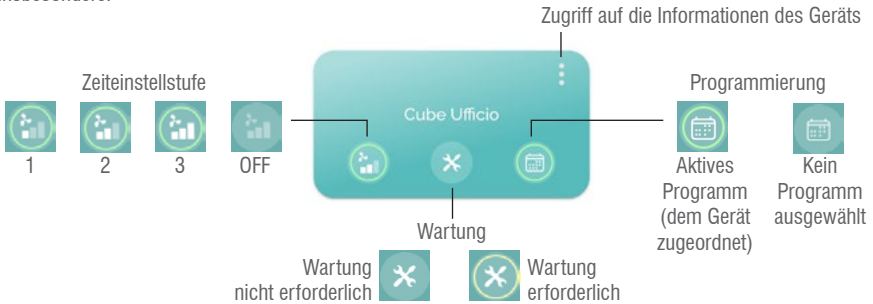 Zugriff auf die Informationen des Geräts
Zeiteinstellstufe
1
2
3
OFF
Cube Ufficio
Programmierung
Aktives
Programm
(dem Gerät
zugeordnet)
Kein
Programm
ausgewählt
Wartung
Wartung
nicht erforderlich
Wartung
erforderlich